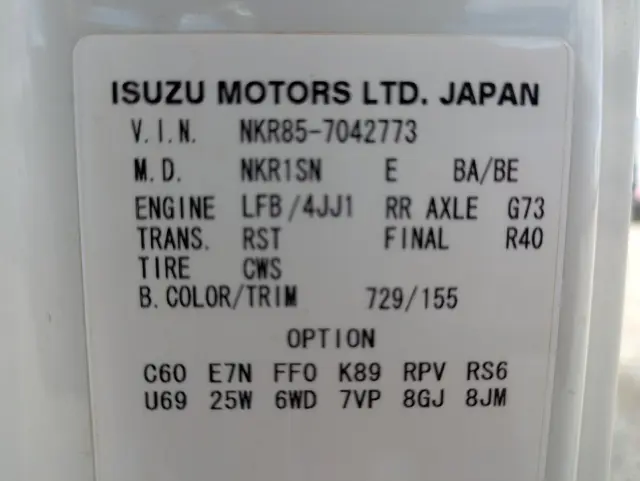 ISUZU MOTORS LTD. JAPAN
V.I.N. NKR85-7042773
M.D. NKR1SN E BA/BE
ENGINE LFB/4JJ1 RR AXLE G73
TRANS. RST FINAL R40
TIRE CWS
B.COLOR/TRIM 729/155
OPTION
C60 E7N FF0 K89 RPV RS6
U69 25W 6WD 7VP 8GJ 8JM